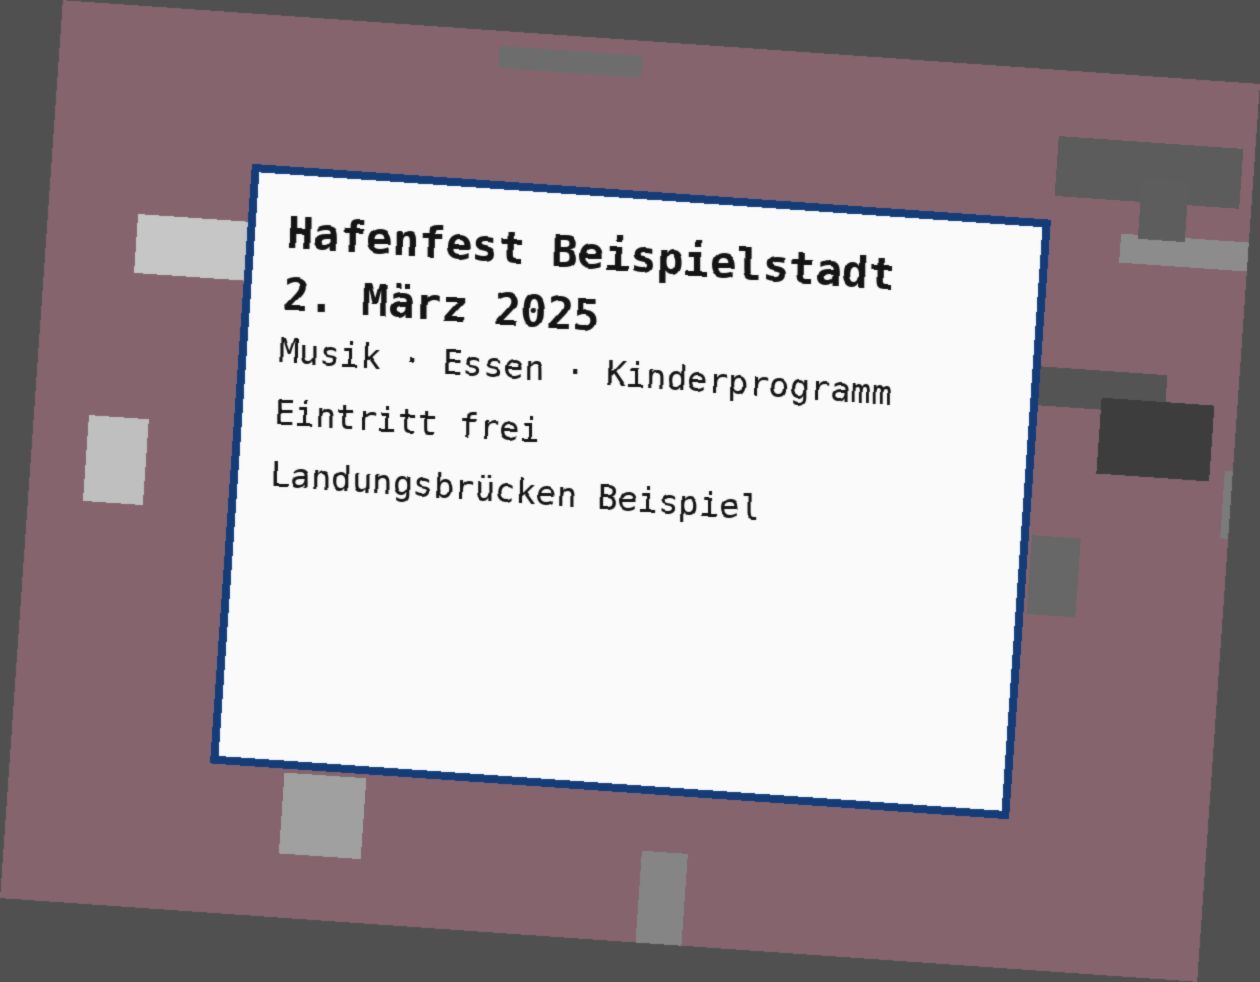 Hafenfest Beispielstadt
2. März 2025
Musik · Essen · Kinderprogramm
Eintritt frei
Landungsbrücken Beispiel